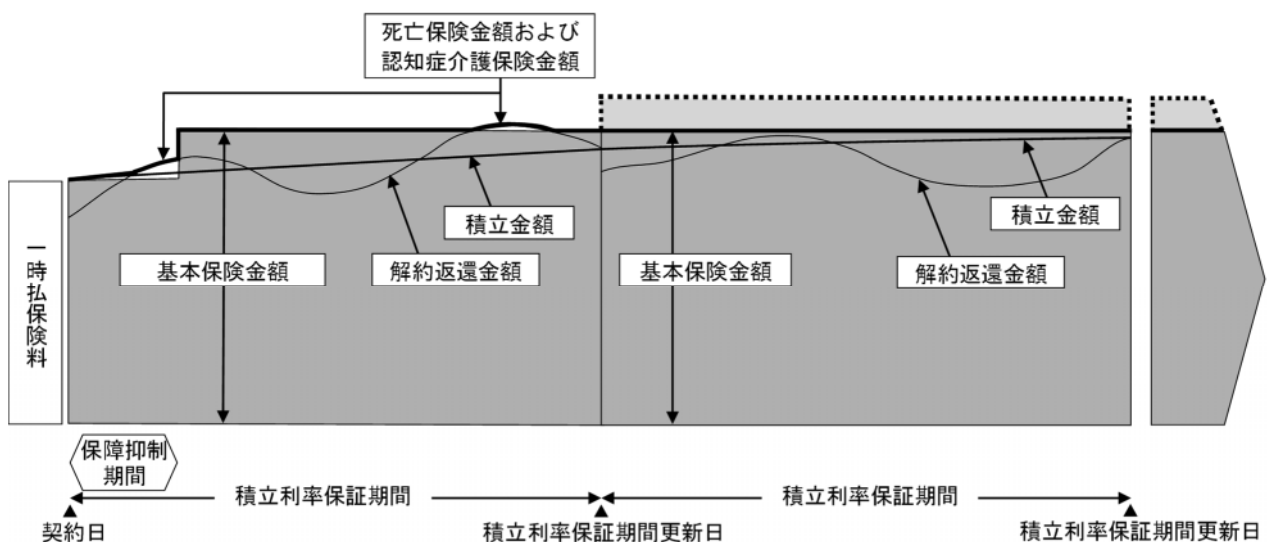 死亡保険金額および
認知症介護保険金額
積立金額
積立金額
基本保険金額
解約返還金額
基本保険金額
解約返還金額
一時払保険料
保障抑制
期間
積立利率保証期間
積立利率保証期間
契約日
積立利率保証期間更新日
積立利率保証期間更新日